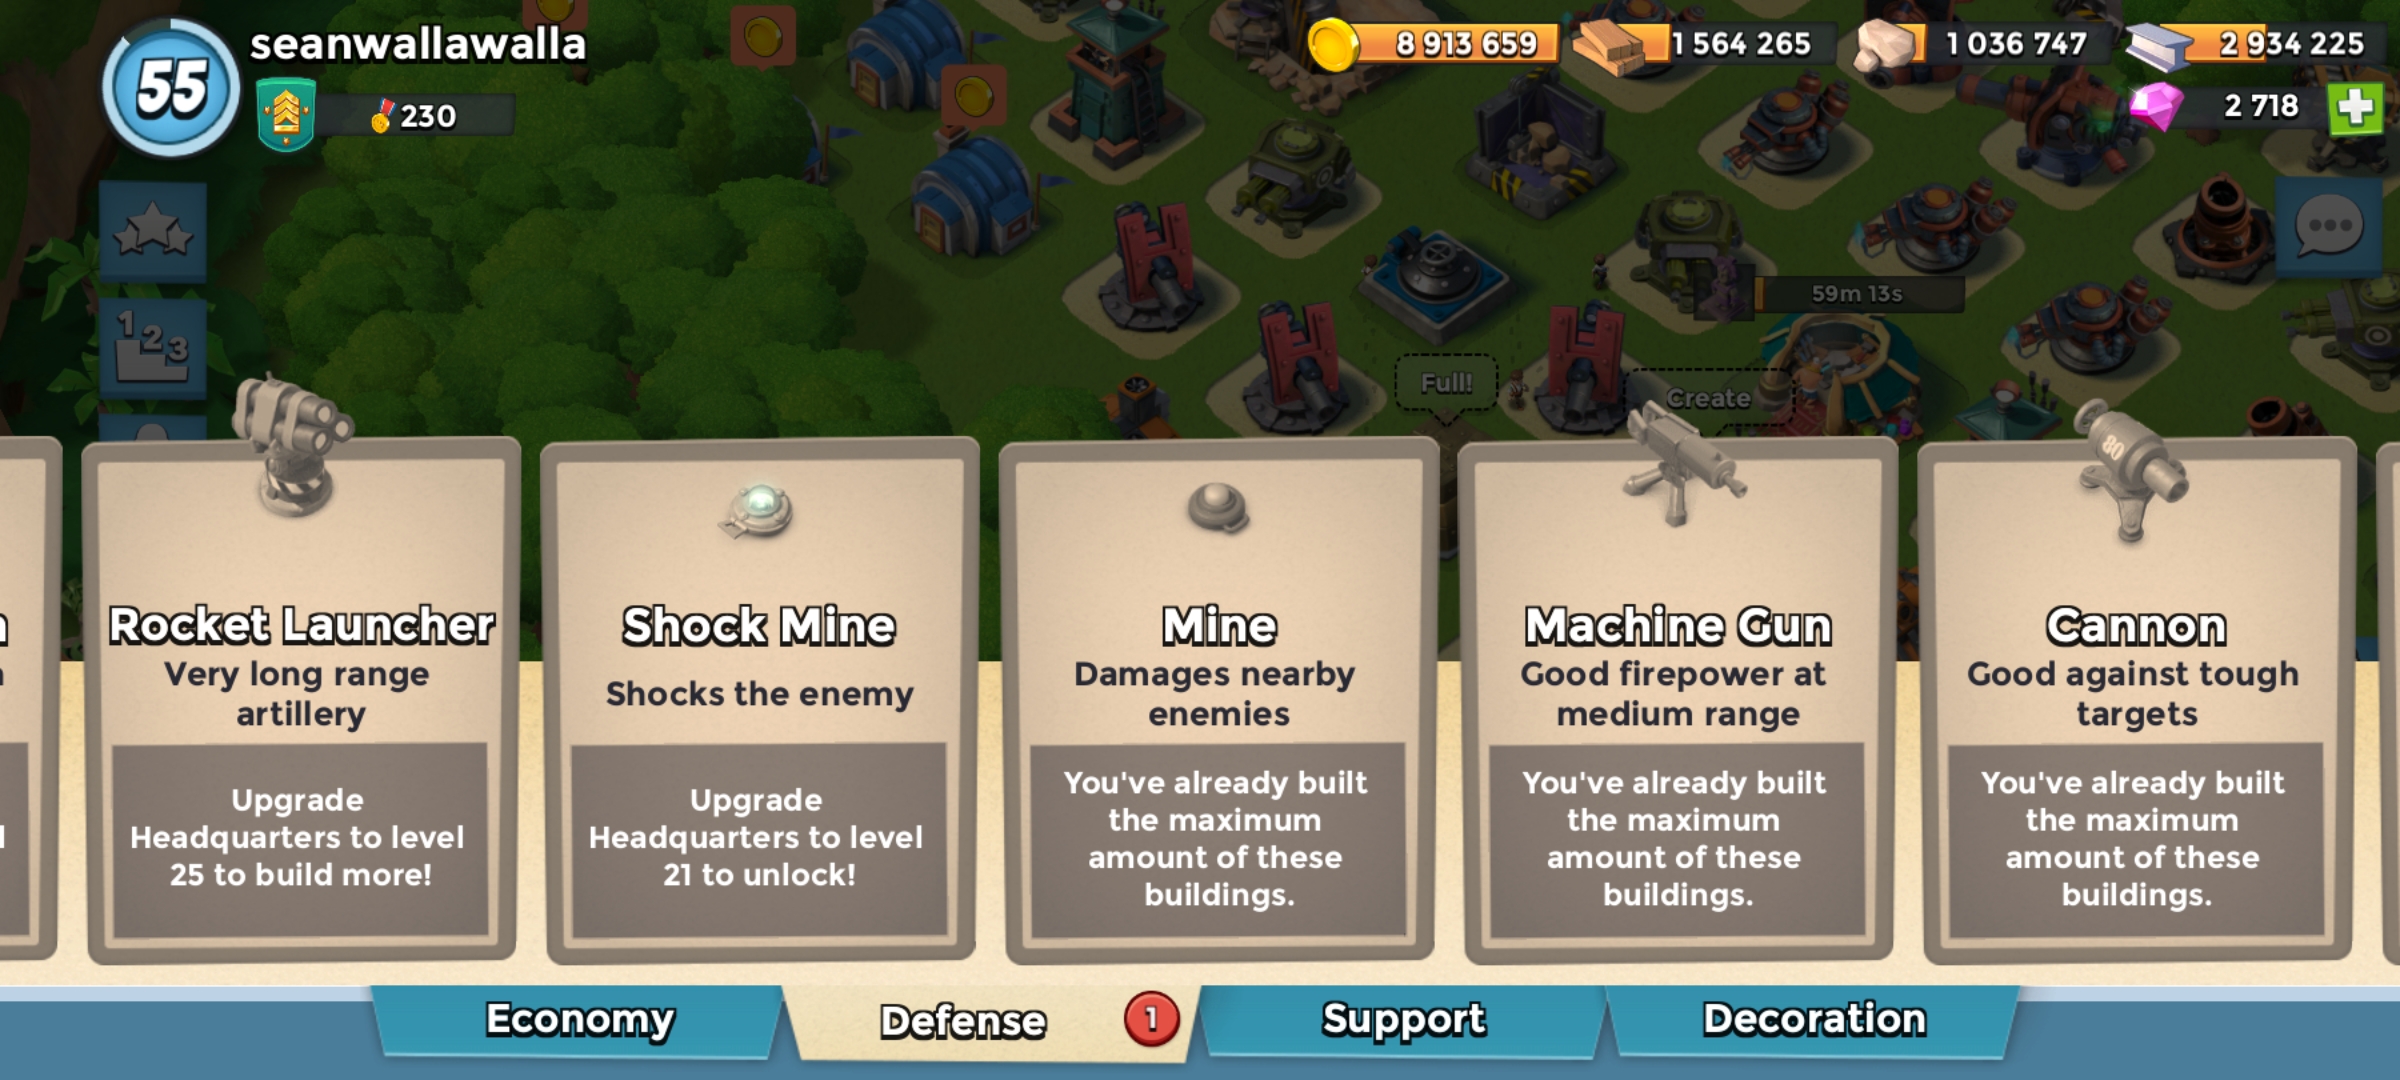 55
seanwallawalla
230
8 913 659
1 564 265
1 036 747
2 934 225
2 718
1 2 3
59m 13s
Full!
Create
80
Rocket Launcher
Very long range
artillery
Upgrade
Headquarters to level
25 to build more!
Shock Mine
Shocks the enemy
Upgrade
Headquarters to level
21 to unlock!
Mine
Damages nearby
enemies
You've already built
the maximum
amount of these
buildings.
Machine Gun
Good firepower at
medium range
You've already built
the maximum
amount of these
buildings.
Cannon
Good against tough
targets
You've already built
the maximum
amount of these
buildings.
Economy
Defense
1
Support
Decoration